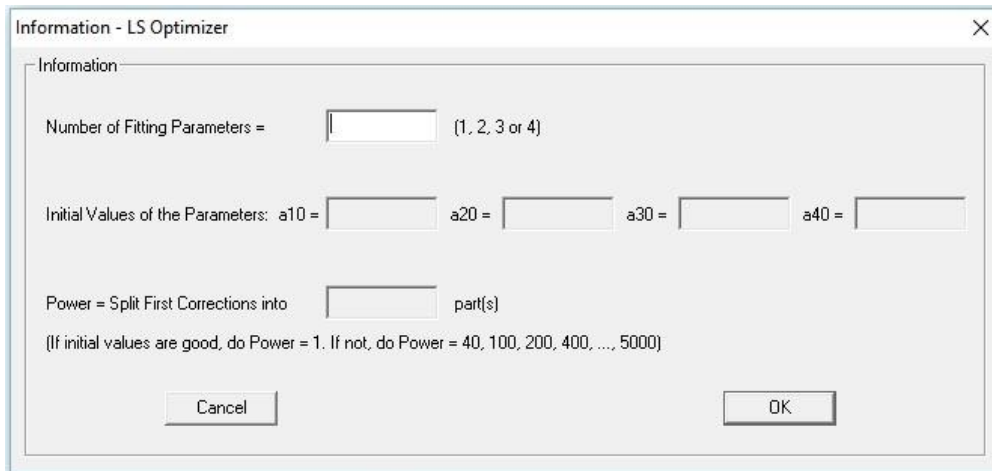 Information - LS Optimizer
Information
Number of Fitting Parameters = (1, 2, 3 or 4)
Initial Values of the Parameters: a10 = a20 = a30 = a40 =
Power = Split First Corrections into part(s)
(If initial values are good, do Power = 1. If not, do Power = 40, 100, 200, 400, ..., 5000)
Cancel OK